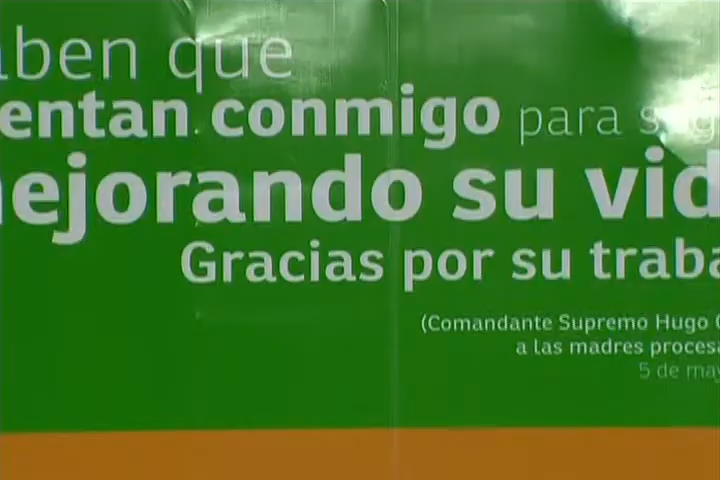 aben que
entan conmigo para
ejorando su vid
Gracias por su traba
(Comandante Supremo Hugo
a las madres procesa
5 de may